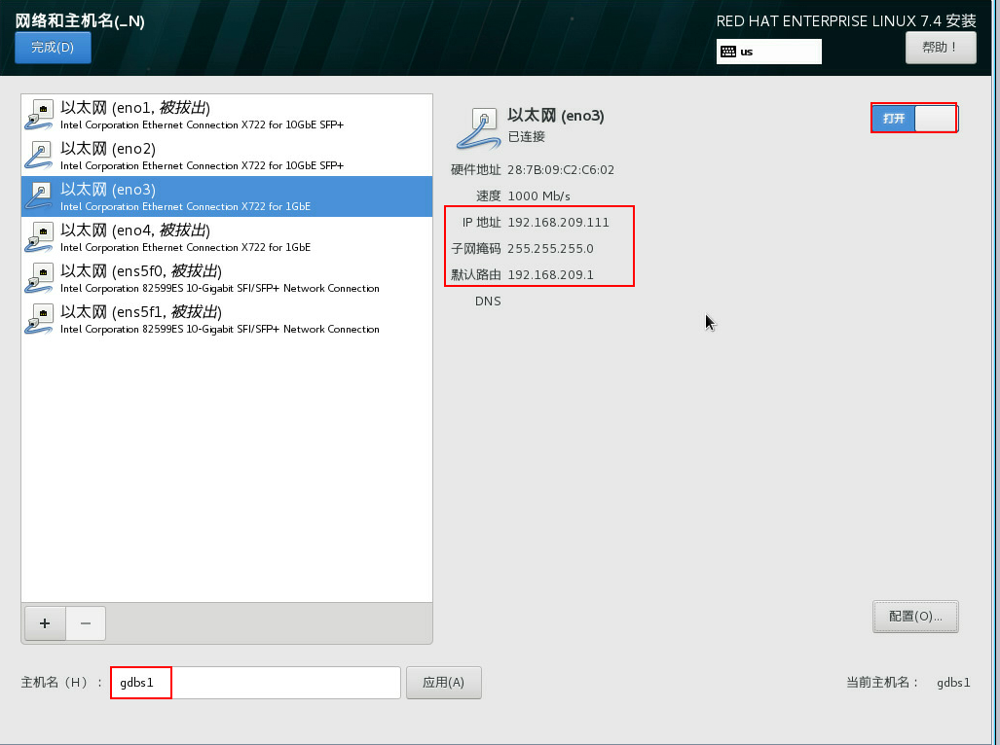 网络和主机名(_N)
RED HAT ENTERPRISE LINUX 7.4 安装
完成(D)
us
帮助！
以太网 (eno1, 被拔出)
Intel Corporation Ethernet Connection X722 for 10GbE SFP+
以太网 (eno2)
Intel Corporation Ethernet Connection X722 for 10GbE SFP+
以太网 (eno3)
Intel Corporation Ethernet Connection X722 for 1GbE
以太网 (eno4, 被拔出)
Intel Corporation Ethernet Connection X722 for 1GbE
以太网 (ens5f0, 被拔出)
Intel Corporation 82599ES 10-Gigabit SFI/SFP+ Network Connection
以太网 (ens5f1, 被拔出)
Intel Corporation 82599ES 10-Gigabit SFI/SFP+ Network Connection
以太网 (eno3)
已连接
打开
硬件地址 28:7B:09:C2:C6:02
速度 1000 Mb/s
IP 地址 192.168.209.111
子网掩码 255.255.255.0
默认路由 192.168.209.1
DNS
+ −
配置(O)...
主机名（H）： gdbs1
应用(A)
当前主机名： gdbs1